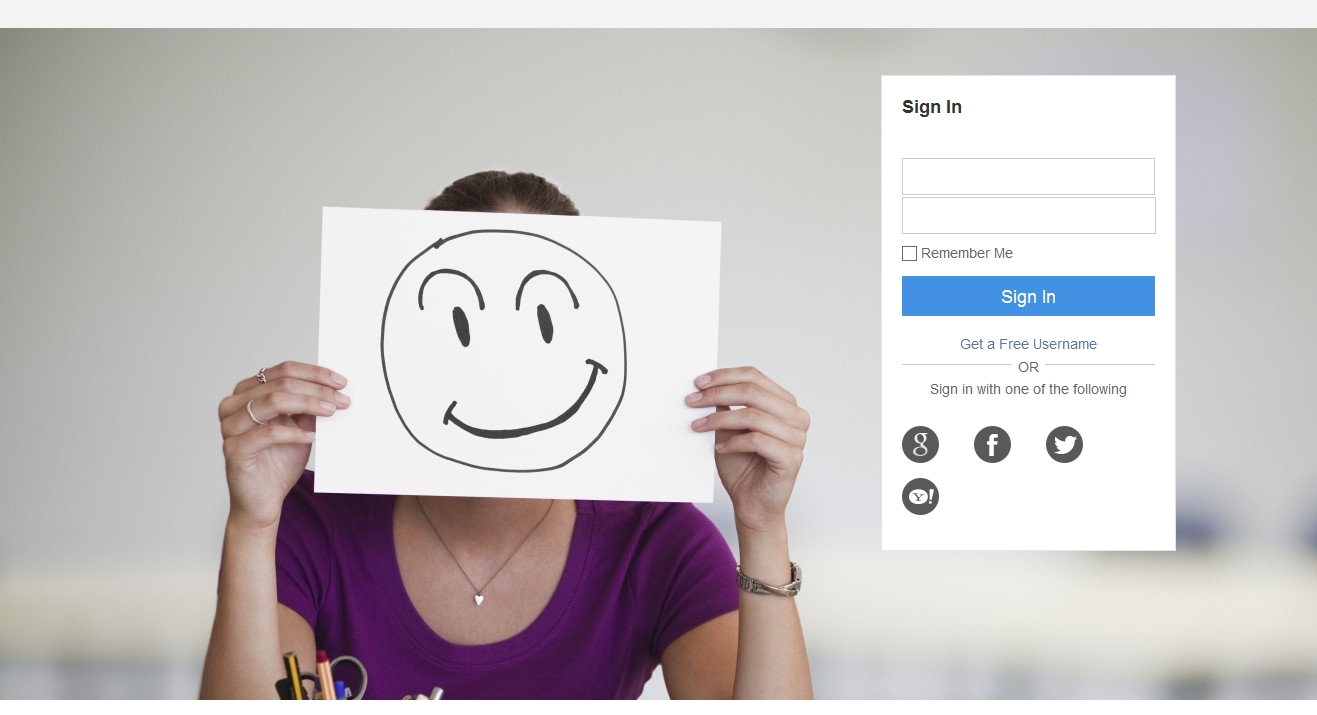 Sign In
Remember Me
Sign In
Get a Free Username
OR
Sign in with one of the following
g f
Y!